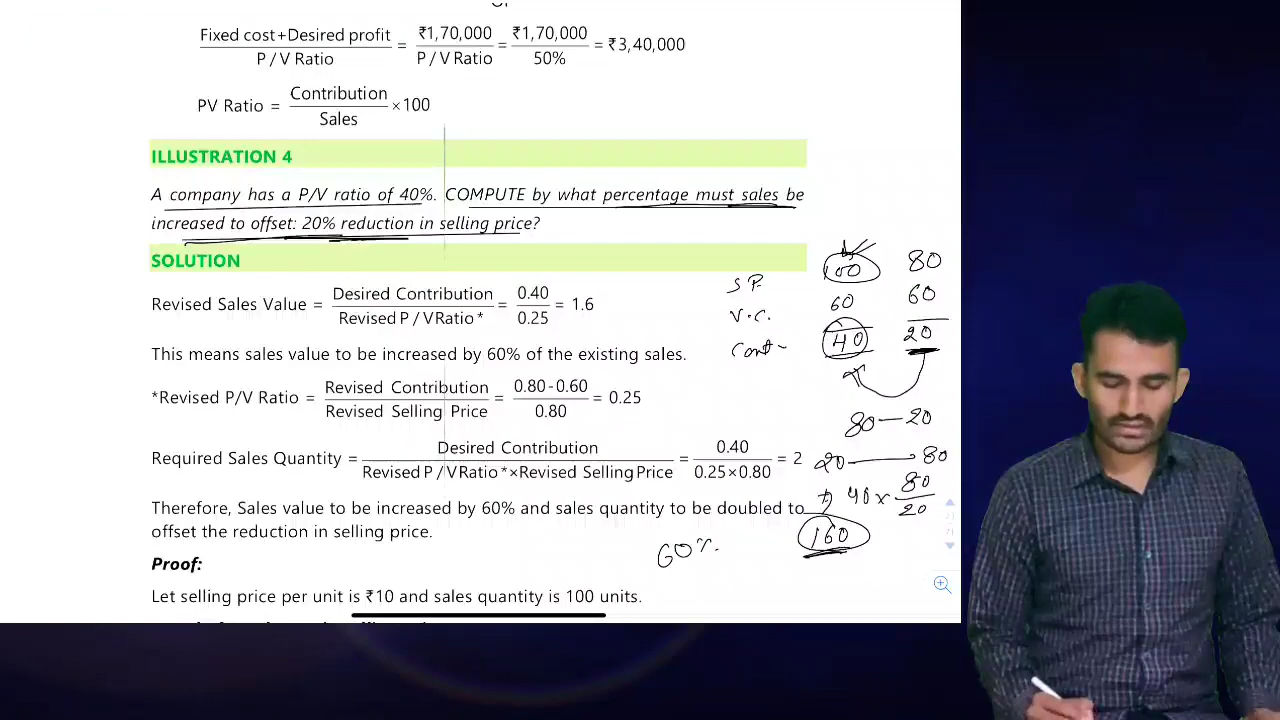 Fixed cost+Desired profit / P / V Ratio = ₹1,70,000 / P / V Ratio = ₹1,70,000 / 50% = ₹3,40,000
PV Ratio = Contribution / Sales ×100
ILLUSTRATION 4
A company has a P/V ratio of 40%. COMPUTE by what percentage must sales be
increased to offset: 20% reduction in selling price?
SOLUTION
Revised Sales Value = Desired Contribution / Revised P / VRatio* = 0.40 / 0.25 = 1.6
This means sales value to be increased by 60% of the existing sales.
*Revised P/V Ratio = Revised Contribution / Revised Selling Price = 0.80-0.60 / 0.80 = 0.25
Required Sales Quantity = Desired Contribution / Revised P / VRatio*×Revised Selling Price = 0.40 / 0.25×0.80 = 2
Therefore, Sales value to be increased by 60% and sales quantity to be doubled to
offset the reduction in selling price.
Proof:
Let selling price per unit is ₹10 and sales quantity is 100 units.
S.P. 100 80
V.C. 60 60
Cont- 40 20
80—20
20—80
40 × 80 / 20
160
60%